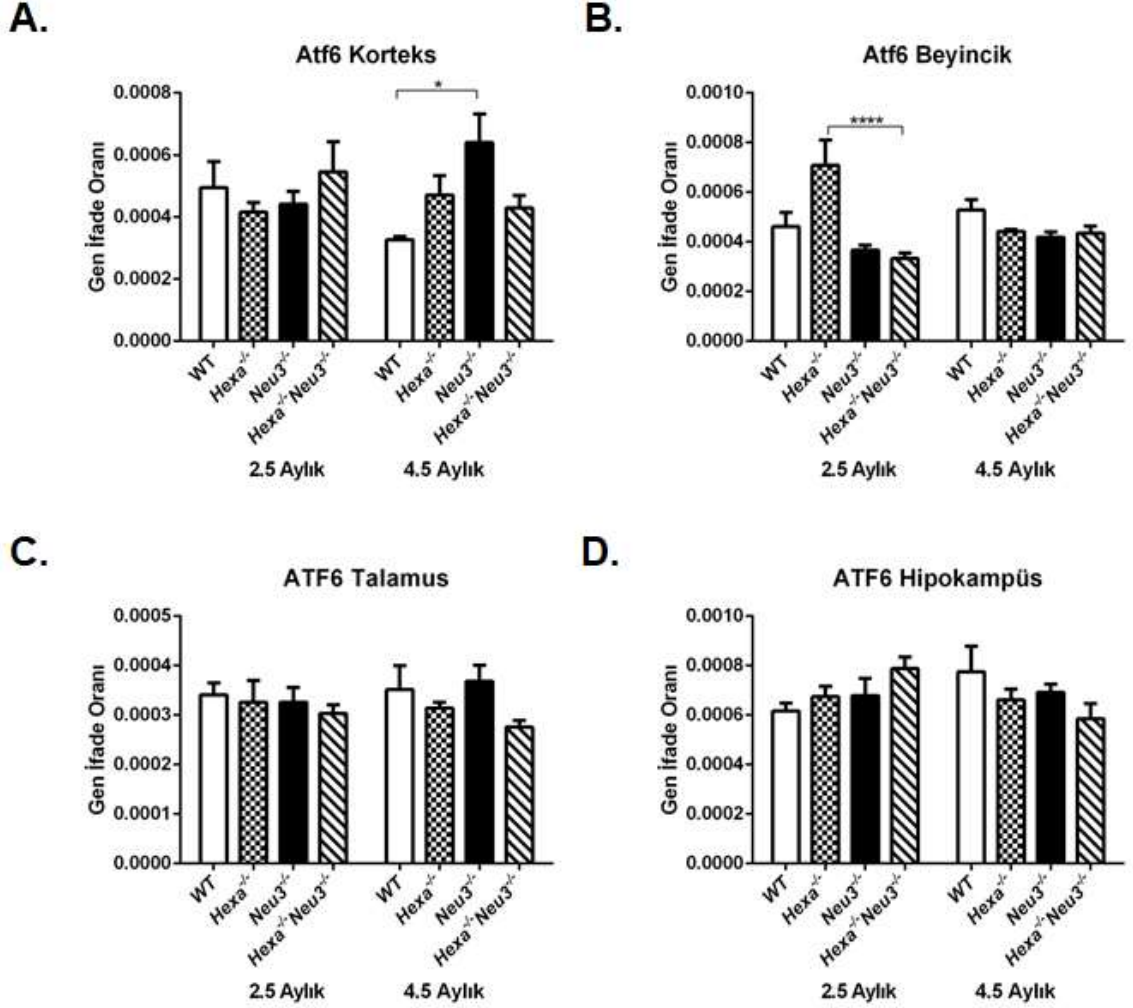 A.
Atf6 Korteks
Gen İfade Oranı
0.0008
0.0006
0.0004
0.0002
0.0000
*
WT
Hexa-/-
Neu3-/-
Hexa-/-Neu3-/-
WT
Hexa-/-
Neu3-/-
Hexa-/-Neu3-/-
2.5 Aylık
4.5 Aylık
B.
Atf6 Beyincik
Gen İfade Oranı
0.0010
0.0008
0.0006
0.0004
0.0002
0.0000
****
WT
Hexa-/-
Neu3-/-
Hexa-/-Neu3-/-
WT
Hexa-/-
Neu3-/-
Hexa-/-Neu3-/-
2.5 Aylık
4.5 Aylık
C.
ATF6 Talamus
Gen İfade Oranı
0.0005
0.0004
0.0003
0.0002
0.0001
0.0000
WT
Hexa-/-
Neu3-/-
Hexa-/-Neu3-/-
WT
Hexa-/-
Neu3-/-
Hexa-/-Neu3-/-
2.5 Aylık
4.5 Aylık
D.
ATF6 Hipokampüs
Gen İfade Oranı
0.0010
0.0008
0.0006
0.0004
0.0002
0.0000
WT
Hexa-/-
Neu3-/-
Hexa-/-Neu3-/-
WT
Hexa-/-
Neu3-/-
Hexa-/-Neu3-/-
2.5 Aylık
4.5 Aylık